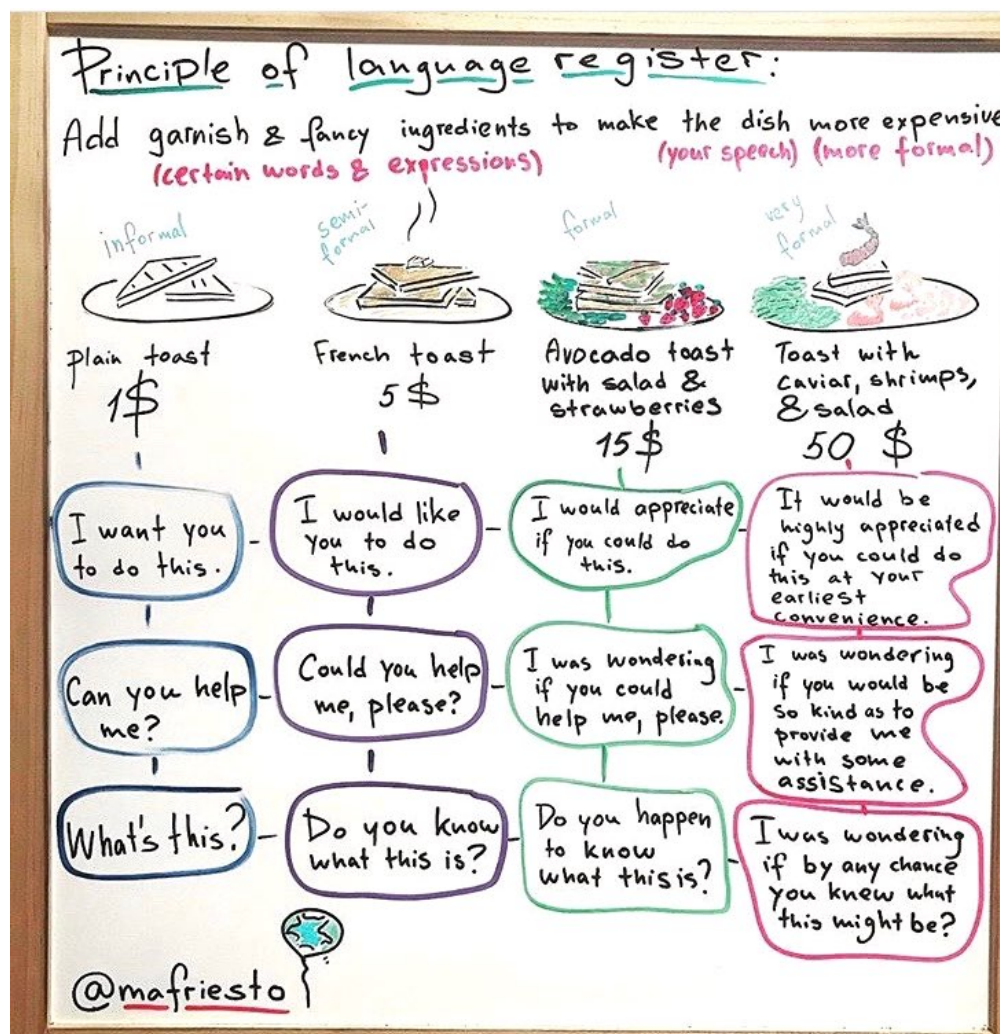 Principle of language register:
Add garnish & fancy ingredients to make the dish more expensive
(certain words & expressions) (your speech) (more formal)
informal
semi-
formal
formal
very
formal
Plain toast
1$
French toast
5$
Avocado toast
with salad &
strawberries
15$
Toast with
caviar, shrimps,
& salad
50 $
I want you
to do this.
I would like
you to do
this.
I would appreciate
if you could do
this.
It would be
highly appreciated
if you could do
this at your
earliest
convenience.
Can you help
me?
Could you help
me, please?
I was wondering
if you could
help me, please.
I was wondering
if you would be
so kind as to
provide me
with some
assistance.
What's this?
Do you know
what this is?
Do you happen
to know
what this is?
I was wondering
if by any chance
you knew what
this might be?
@mafriesto